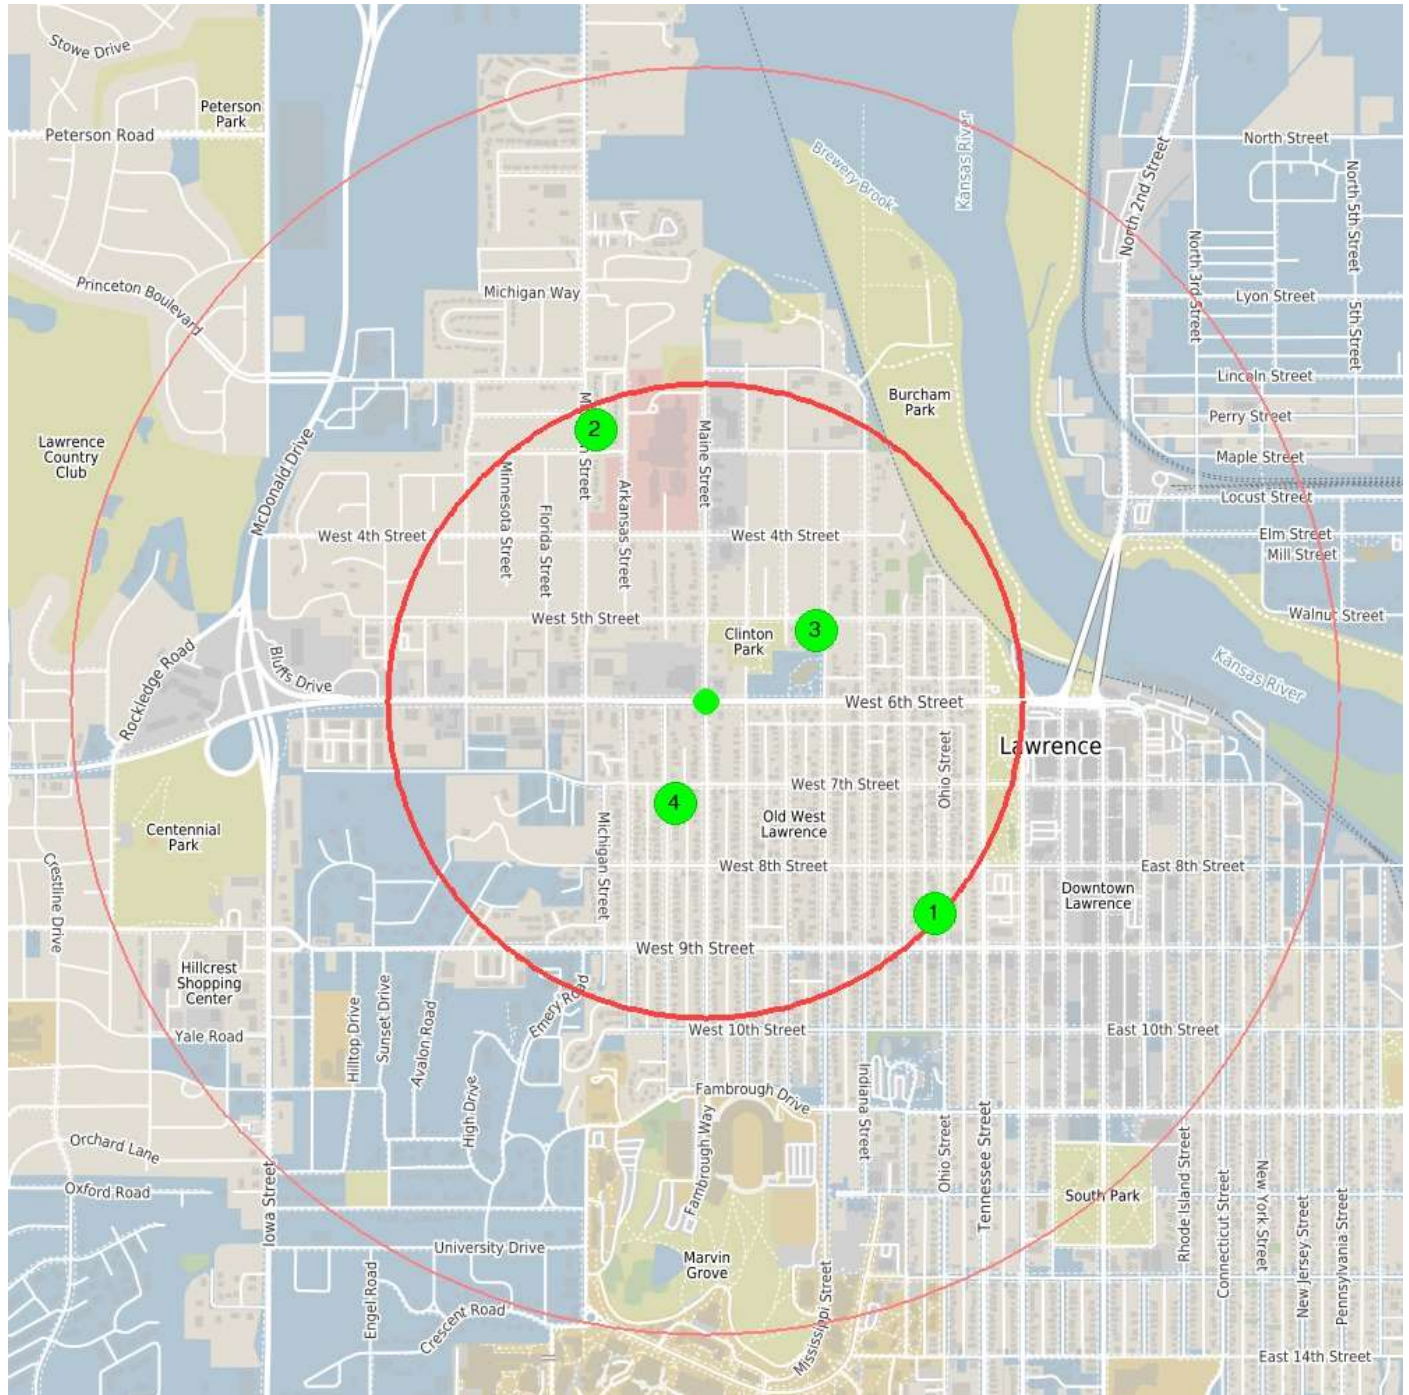 Stowe Drive
Peterson
Park
Peterson Road
North Street
Kansas River
Brewery Brook
North 2nd Street
North 5th Street
North 3rd Street
Princeton Boulevard
Michigan Way
Lyon Street
5th Street
Lincoln Street
Burcham
Park
Perry Street
Lawrence
Country
Club
McDonald Drive
2
Maine Street
Maple Street
Minnesota Street
Arkansas Street
Florida Street
Locust Street
West 4th Street
West 4th Street
Elm Street
Mill Street
West 5th Street
Clinton
Park
3
Walnut Street
Rockledge Road
Bluffs Drive
Kansas River
West 6th Street
Lawrence
Ohio Street
West 7th Street
4
Old West
Lawrence
Centennial
Park
Michigan Street
Crestline Drive
West 8th Street
East 8th Street
Downtown
Lawrence
1
West 9th Street
Hillcrest
Shopping
Center
Hilltop Drive
Sunset Drive
Avalon Road
Emery Road
Yale Road
West 10th Street
East 10th Street
High Drive
Fambrough Drive
Fambrough Way
Indiana Street
Ohio Street
Tennessee Street
Orchard Lane
Oxford Road
Iowa Street
South Park
Rhode Island Street
Connecticut Street
New York Street
New Jersey Street
Pennsylvania Street
University Drive
Marvin
Grove
Engel Road
Crescent Road
Mississippi Street
East 14th Street